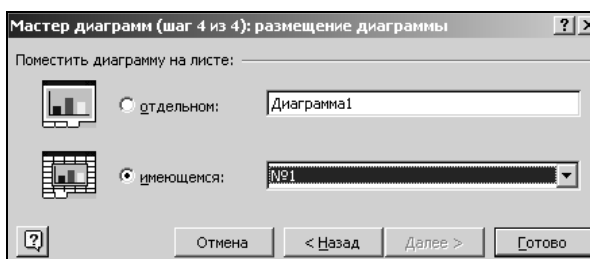 Мастер диаграмм (шаг 4 из 4): размещение диаграммы
Поместить диаграмму на листе:
отдельном: Диаграмма1
имеющемся: №1
Отмена < Назад Далее > Готово